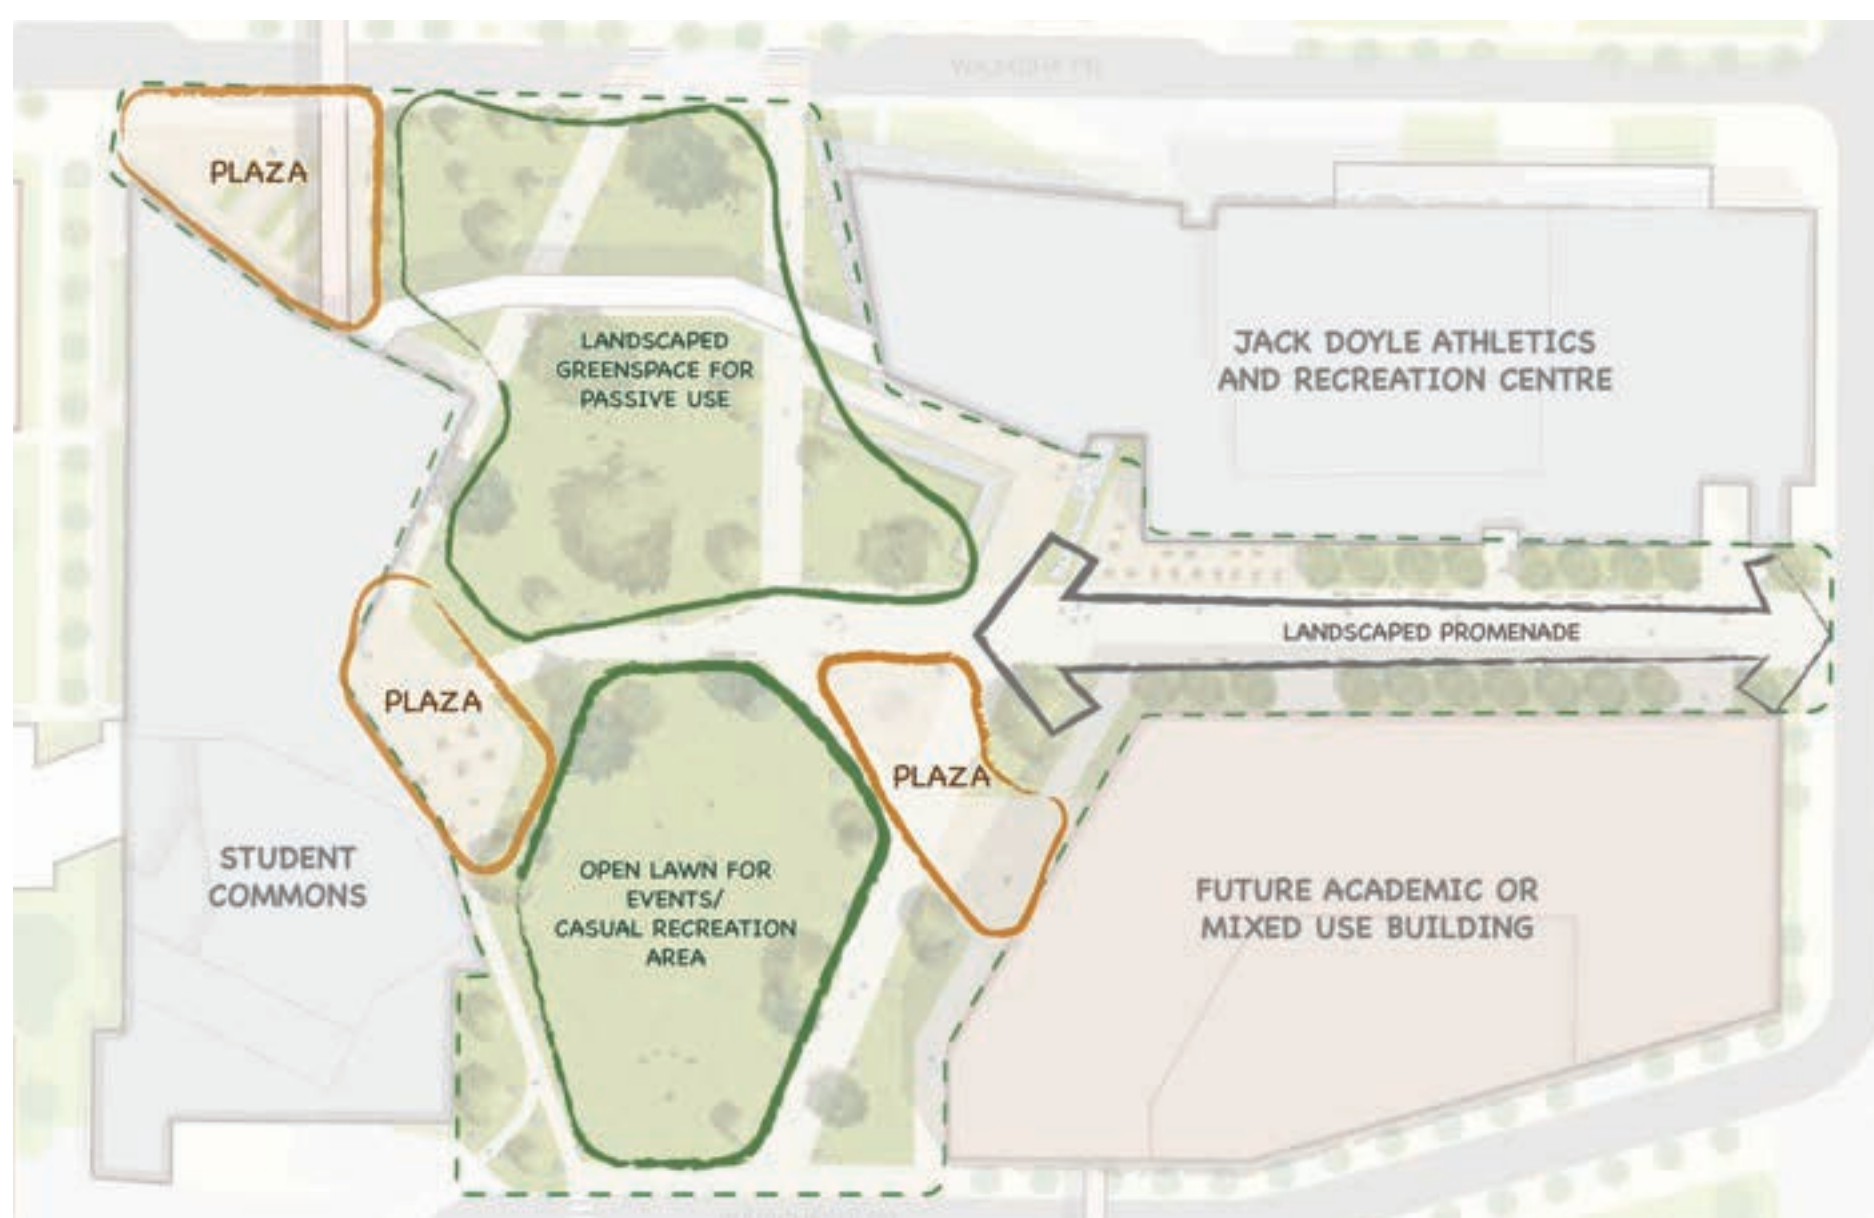 PLAZA
LANDSCAPED
GREENSPACE FOR
PASSIVE USE
JACK DOYLE ATHLETICS
AND RECREATION CENTRE
LANDSCAPED PROMENADE
PLAZA
PLAZA
STUDENT
COMMONS
OPEN LAWN FOR
EVENTS/
CASUAL RECREATION
AREA
FUTURE ACADEMIC OR
MIXED USE BUILDING